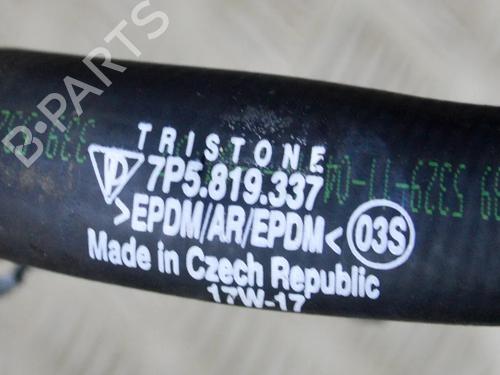 TRISTONE
7P5.819.337
>EPDM/AR/EPDM< 03S
Made in Czech Republic
17W-17
B-PARTS